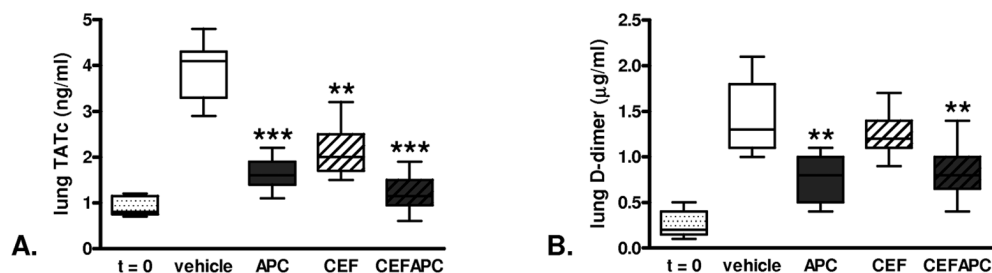 lung TATc (ng/ml)
5
4
3
2
1
0
***
**
***
t = 0 vehicle APC CEF CEFAPC
A.
lung D-dimer (μg/ml)
2.5
2.0
1.5
1.0
0.5
0.0
**
**
t = 0 vehicle APC CEF CEFAPC
B.